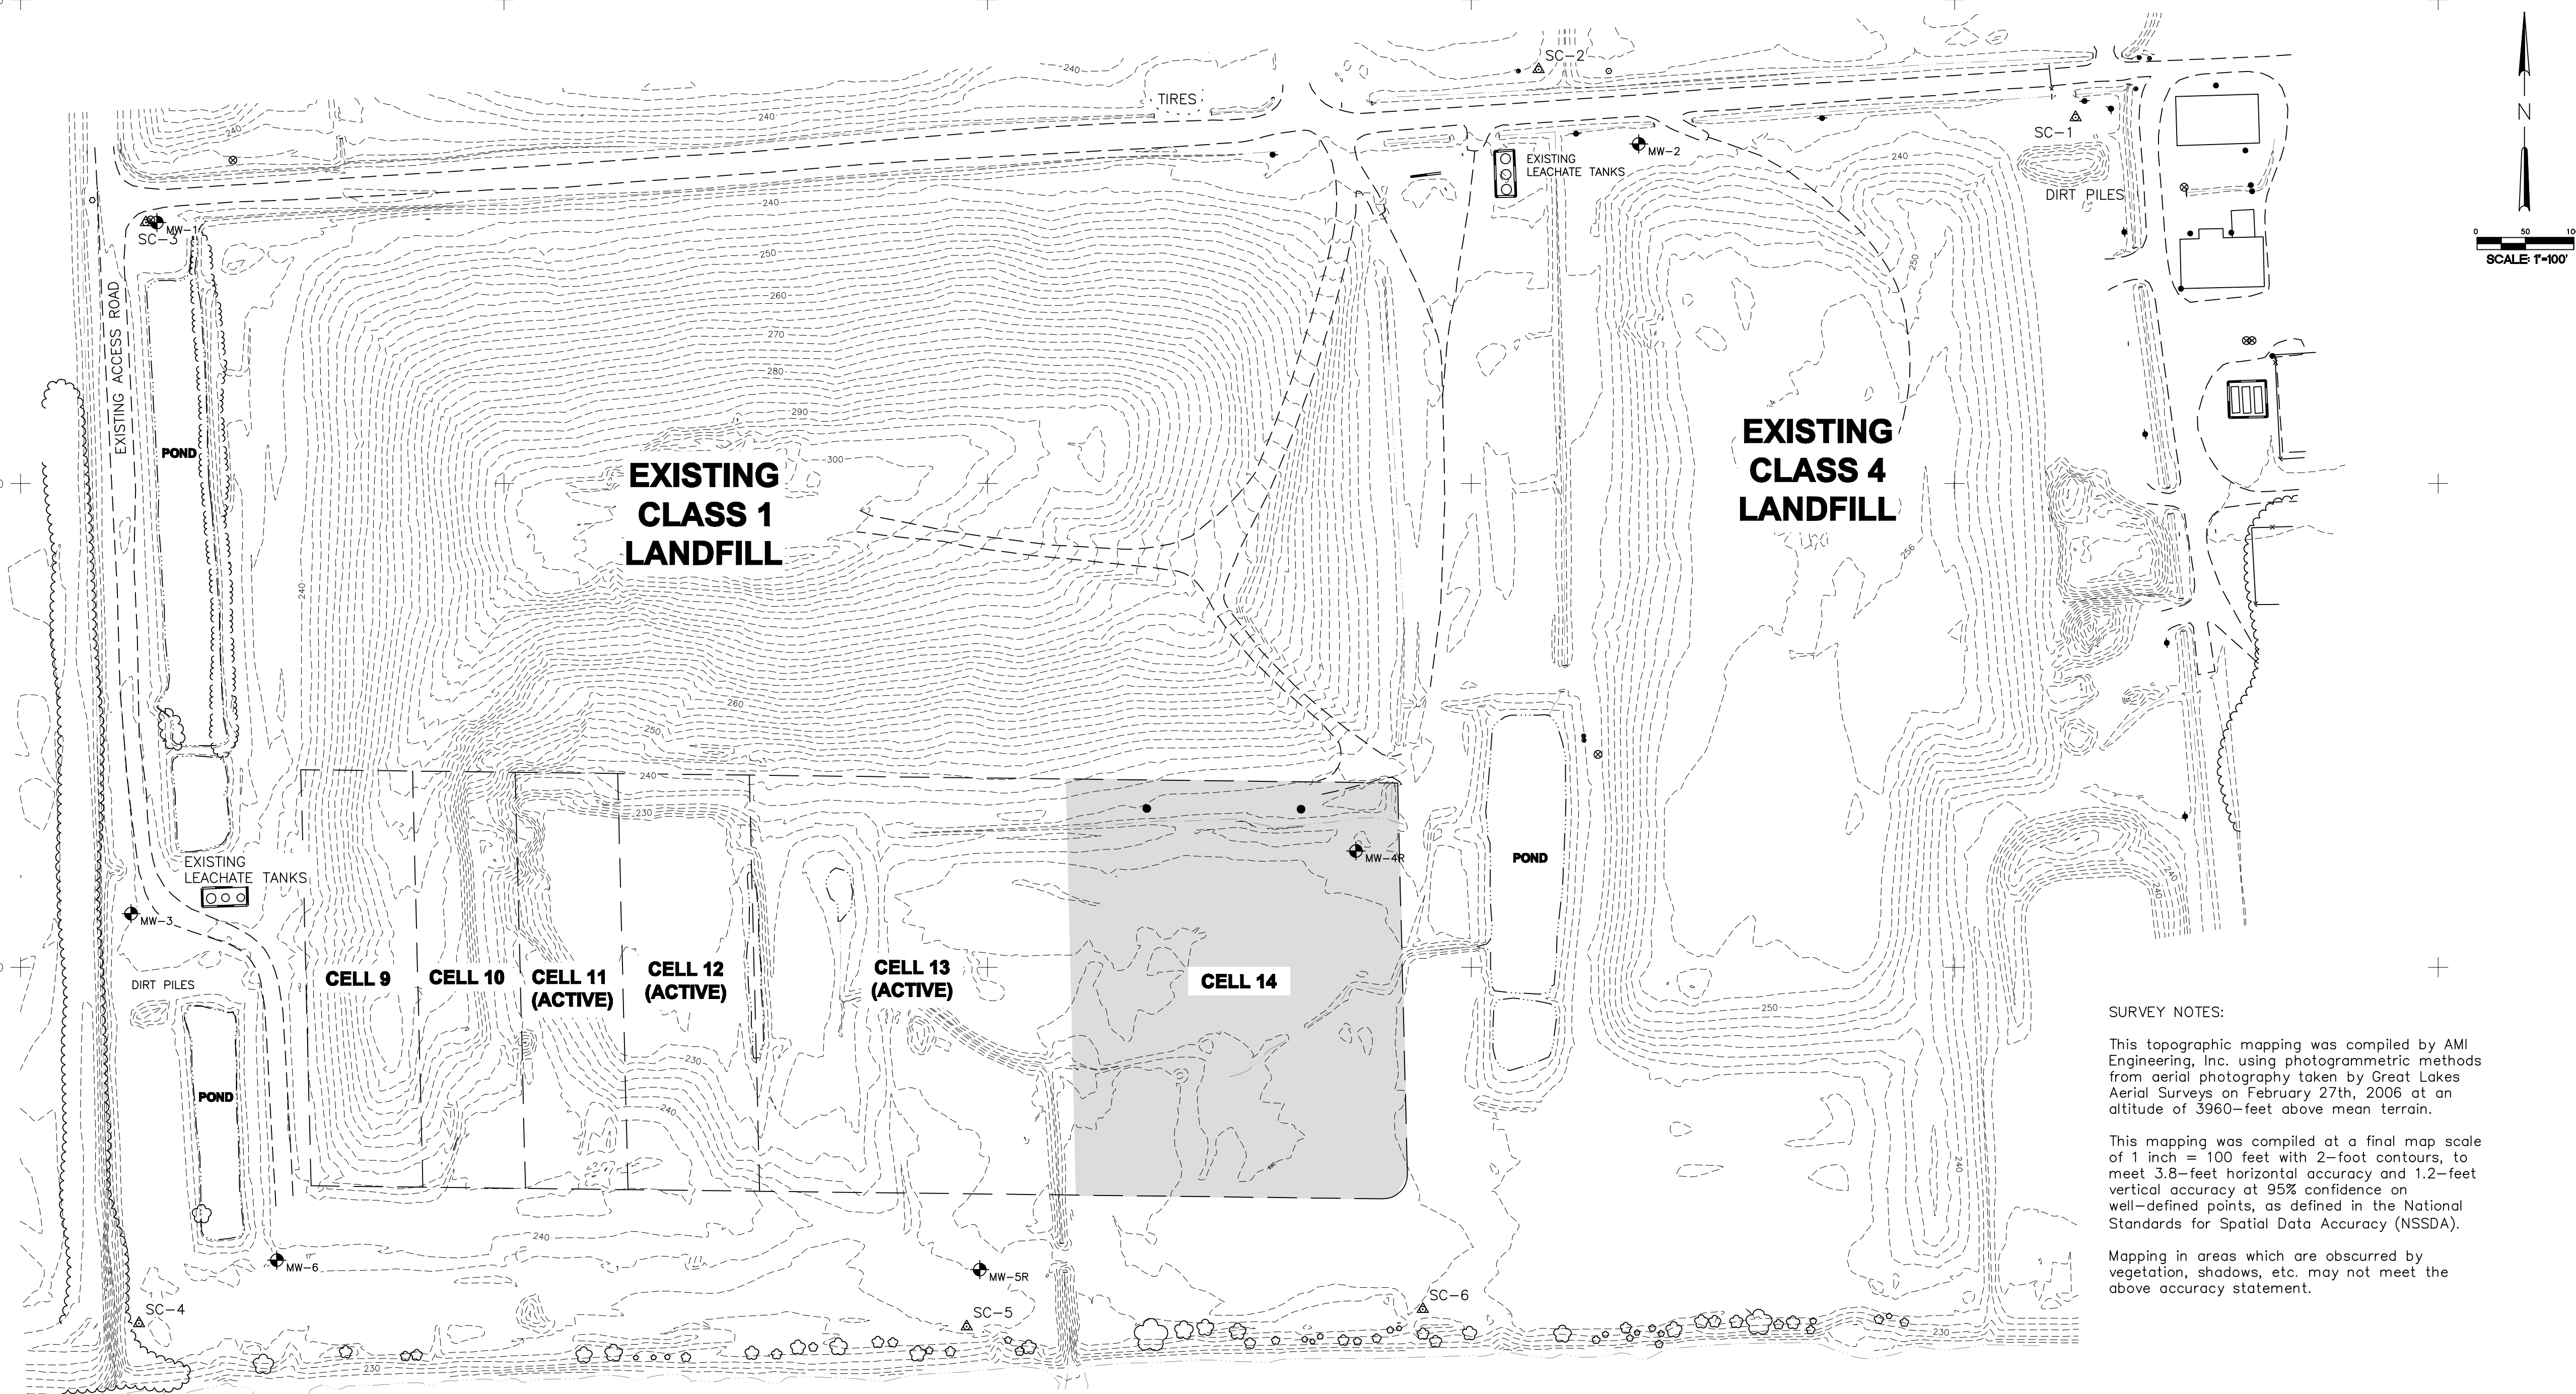 SC-2
240
TIRES
240
240
N
SC-1
MW-2
EXISTING
LEACHATE TANKS
240
DIRT PILES
240
MW-1
SC-3
0 50 10
SCALE: 1"=100'
250
250
260
270
280
290
300
EXISTING ACCESS ROAD
POND
EXISTING
CLASS 1
LANDFILL
EXISTING
CLASS 4
LANDFILL
256
240
260
250
240
230
MW-4R
POND
EXISTING
LEACHATE TANKS
MW-3
240
240
CELL 9
CELL 10
CELL 11
(ACTIVE)
CELL 12
(ACTIVE)
CELL 13
(ACTIVE)
CELL 14
DIRT PILES
250
230
POND
240
240
240
MW-6
MW-5R
SC-4
SC-5
SC-6
230
230
SURVEY NOTES:
This topographic mapping was compiled by AMI
Engineering, Inc. using photogrammetric methods
from aerial photography taken by Great Lakes
Aerial Surveys on February 27th, 2006 at an
altitude of 3960-feet above mean terrain.
This mapping was compiled at a final map scale
of 1 inch = 100 feet with 2-foot contours, to
meet 3.8-feet horizontal accuracy and 1.2-feet
vertical accuracy at 95% confidence on
well-defined points, as defined in the National
Standards for Spatial Data Accuracy (NSSDA).
Mapping in areas which are obscurred by
vegetation, shadows, etc. may not meet the
above accuracy statement.